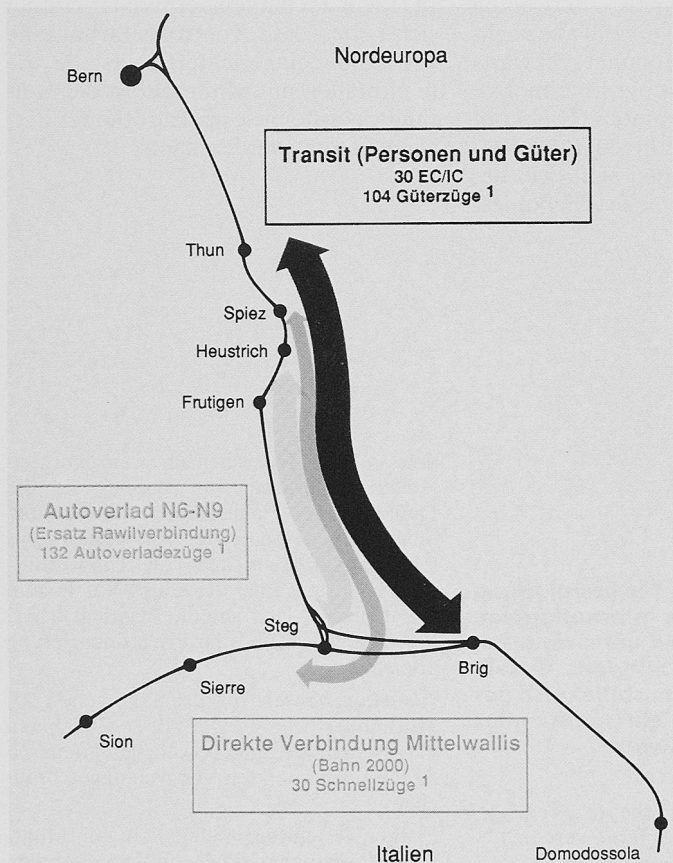 Nordeuropa
Bern
Transit (Personen und Güter)
30 EC/IC
104 Güterzüge 1
Thun
Spiez
Heustrich
Frutigen
Autoverlad N6-N9
(Ersatz Rawilverbindung)
132 Autoverladezüge 1
Steg
Brig
Sierre
Sion
Direkte Verbindung Mittelwallis
(Bahn 2000)
30 Schnellzüge 1
Italien
Domodossola